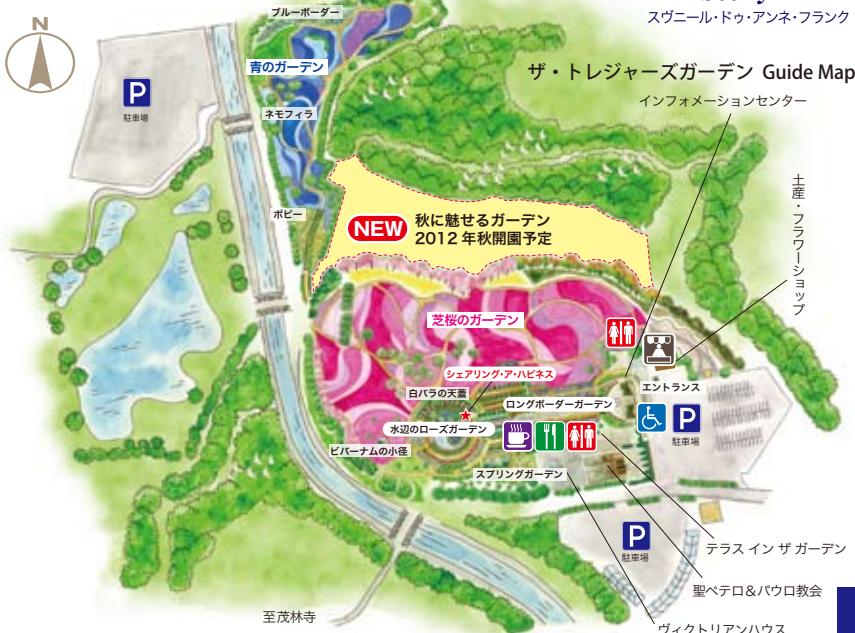 スヴニール・ドゥ・アンネ・フランク
ザ・トレジャーズガーデン Guide Map
N
ブルーボーダー
青のガーデン
P
駐車場
ネモフィラ
インフォメーションセンター
土産・フラワーショップ
ポピー
NEW
秋に魅せるガーデン
2012 年秋開園予定
芝桜のガーデン
シェアリング・ア・ハピネス
エントランス
白バラの天蓋
ロングボーダーガーデン
水辺のローズガーデン
P
駐車場
ビバーナムの小径
スプリングガーデン
P
駐車場
テラス イン ザ ガーデン
聖ペテロ&パウロ教会
至茂林寺
ヴィクトリアンハウス